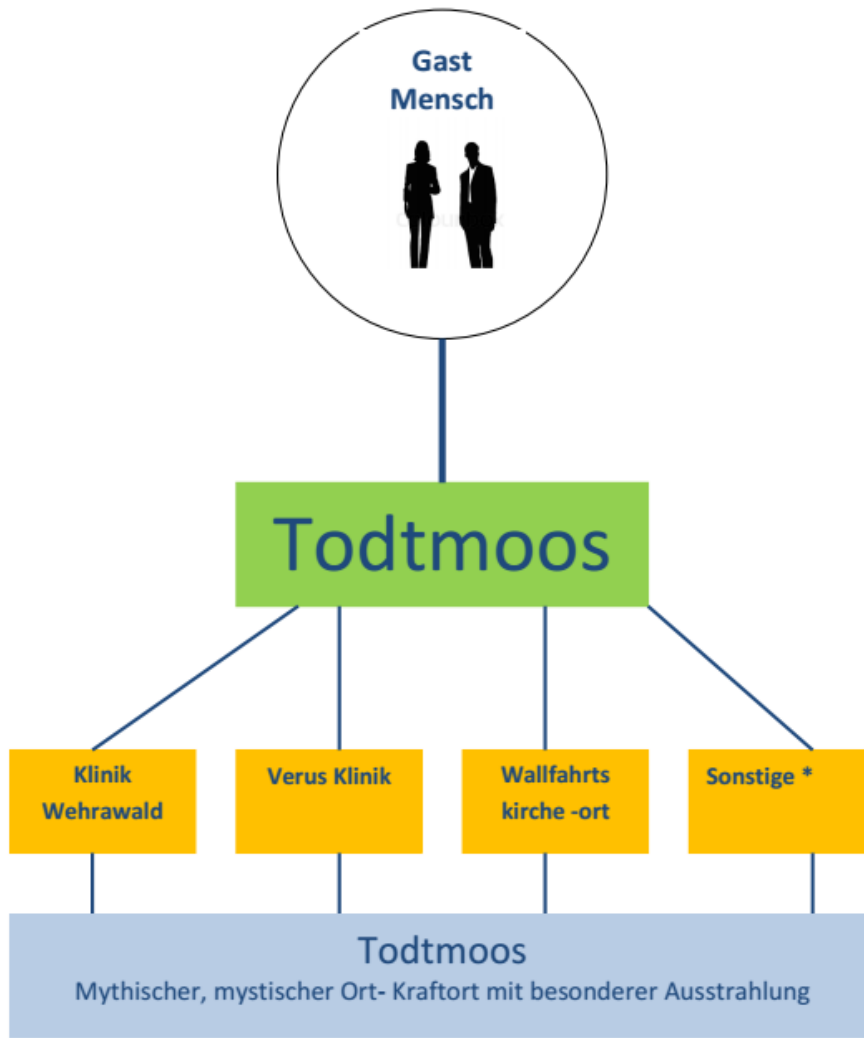 Gast
Mensch
Todtmoos
Klinik
Wehrawald
Verus Klinik
Wallfahrts
kirche -ort
Sonstige *
Todtmoos
Mythischer, mystischer Ort- Kraftort mit besonderer Ausstrahlung